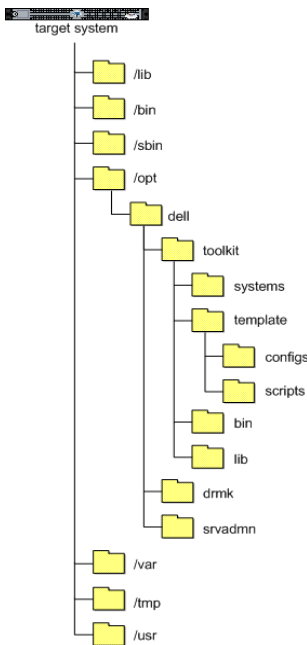 target system
/lib
/bin
/sbin
/opt
dell
toolkit
systems
template
configs
scripts
bin
lib
drmk
srvadmn
/var
/tmp
/usr